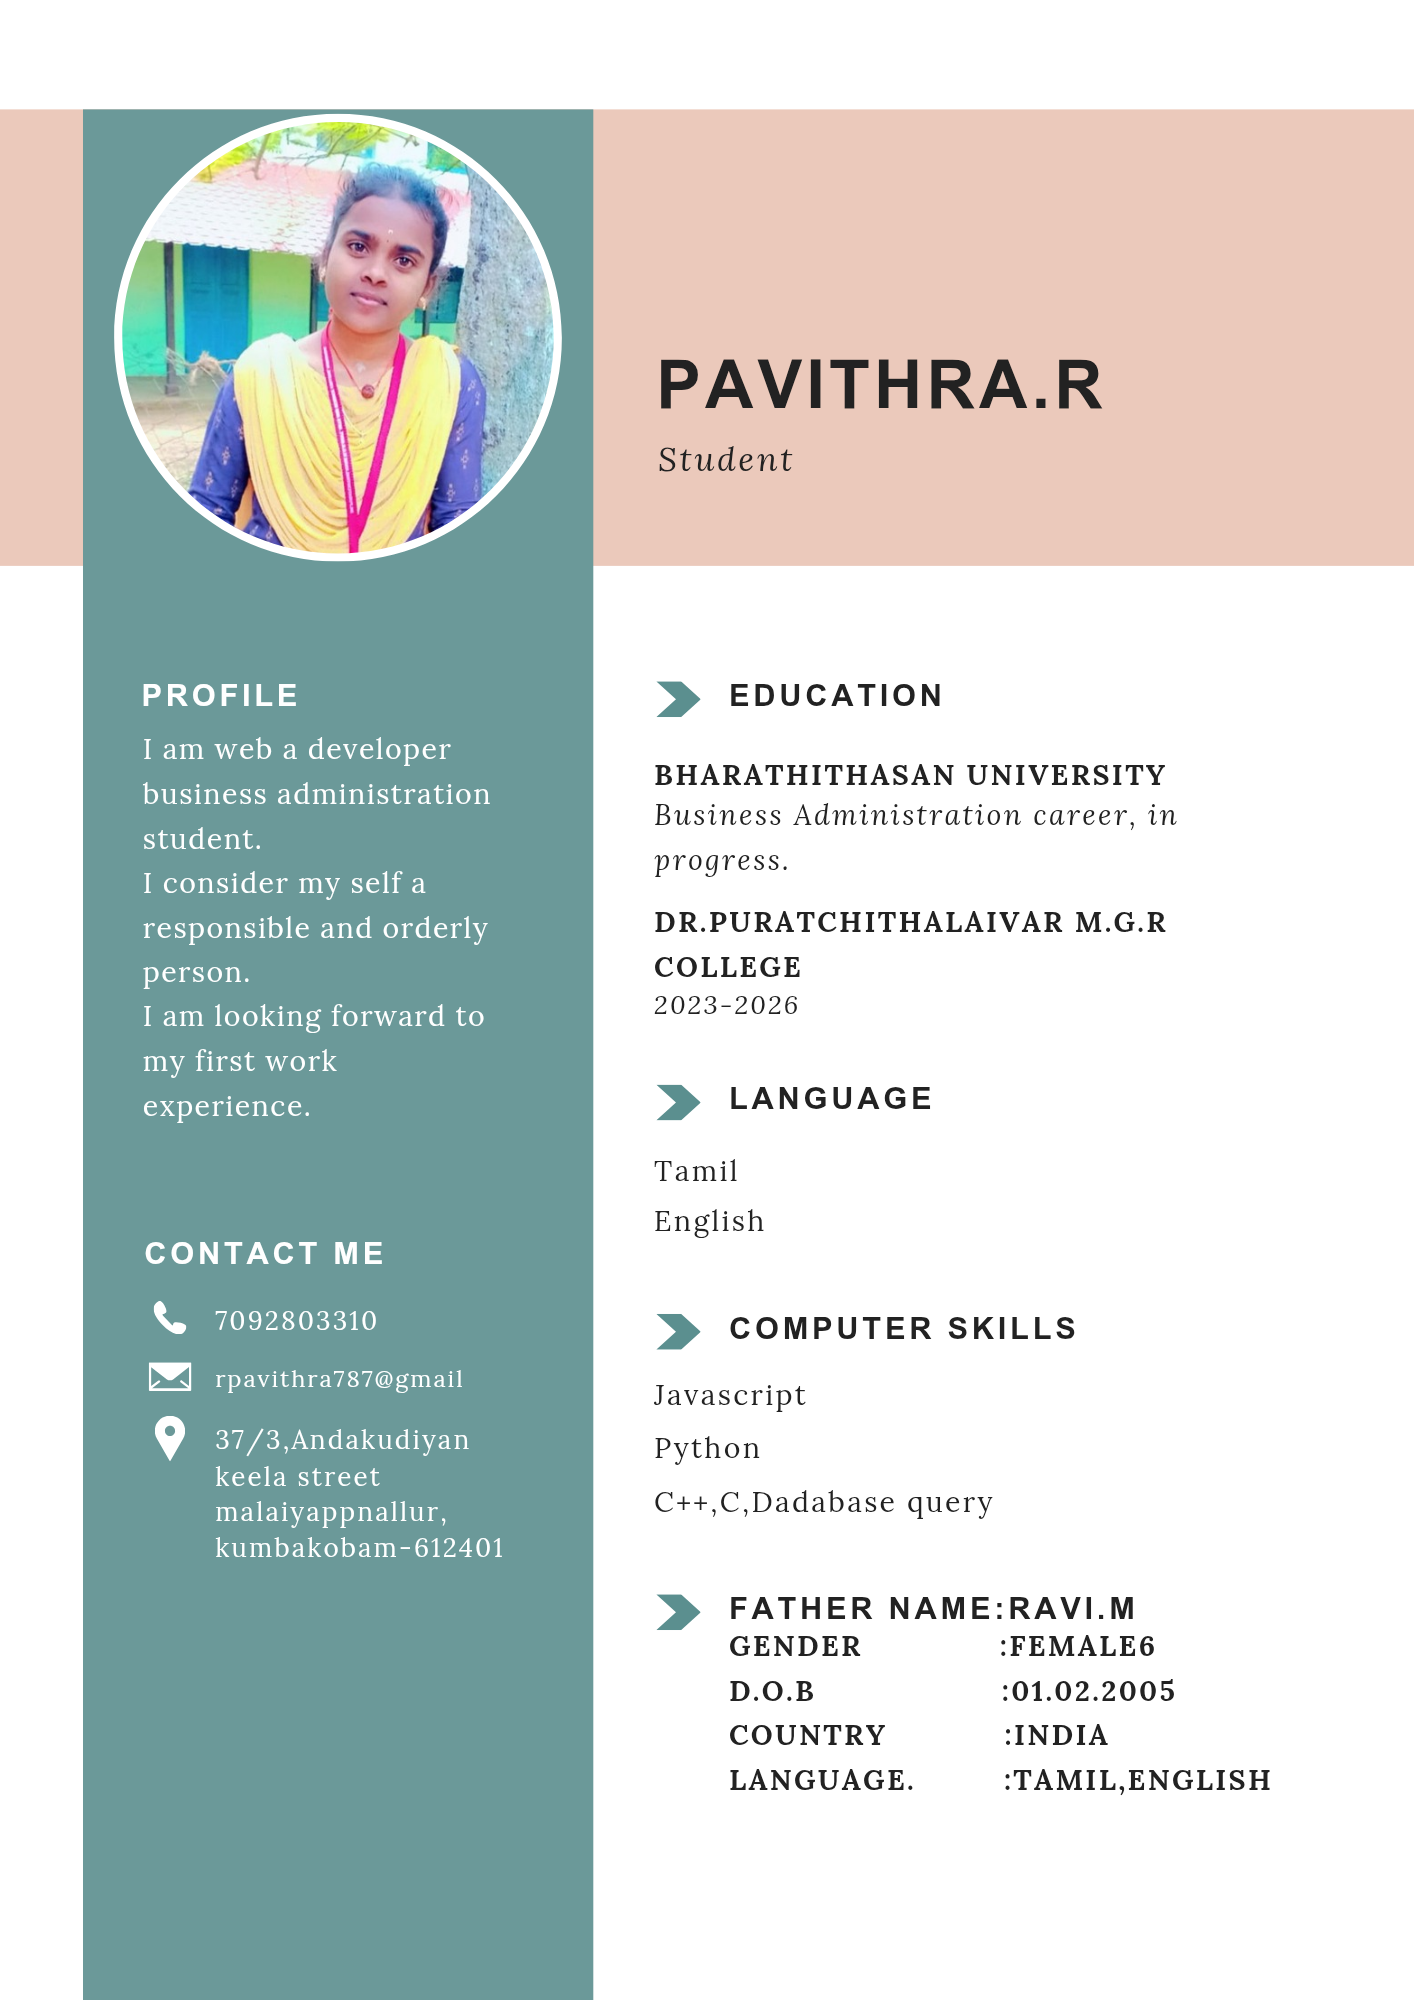 PAVITHRA.R
Student
PROFILE
I am web a developer
business administration
student.
I consider my self a
responsible and orderly
person.
I am looking forward to
my first work
experience.
CONTACT ME
7092803310
rpavithra787@gmail
37/3,Andakudiyan
keela street
malaiyappnallur,
kumbakobam-612401
EDUCATION
BHARATHITHASAN UNIVERSITY
Business Administration career, in
progress.
DR.PURATCHITHALAIVAR M.G.R
COLLEGE
2023-2026
LANGUAGE
Tamil
English
COMPUTER SKILLS
Javascript
Python
C++,C,Dadabase query
FATHER NAME:RAVI.M
GENDER :FEMALE6
D.O.B :01.02.2005
COUNTRY :INDIA
LANGUAGE. :TAMIL,ENGLISH